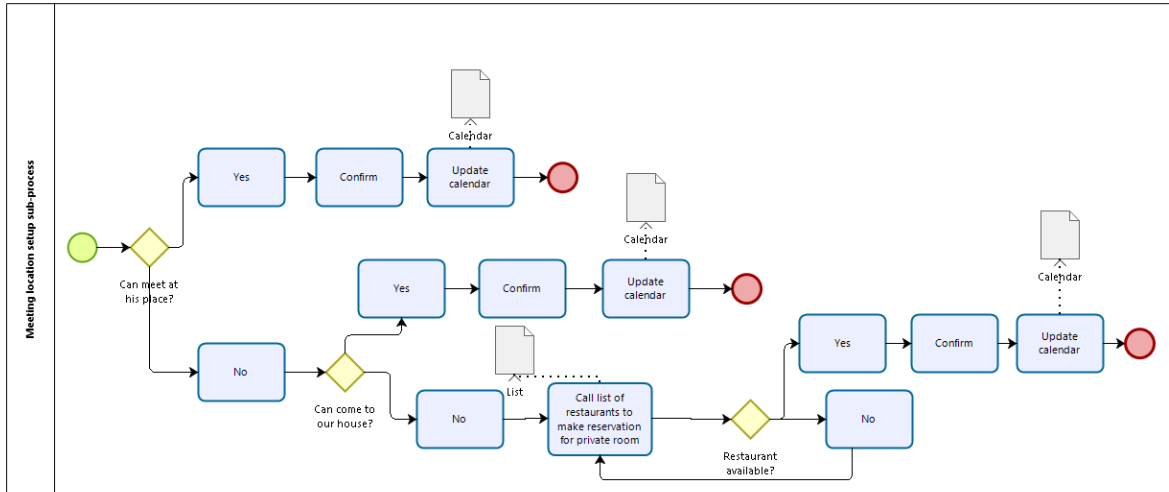 Meeting location setup sub-process
Calendar
Yes
Confirm
Update
calendar
Can meet at
his place?
Calendar
Yes
Confirm
Update
calendar
No
Can come to
our house?
List
No
Call list of
restaurants to
make reservation
for private room
Restaurant
available?
Calendar
Yes
Confirm
Update
calendar
No